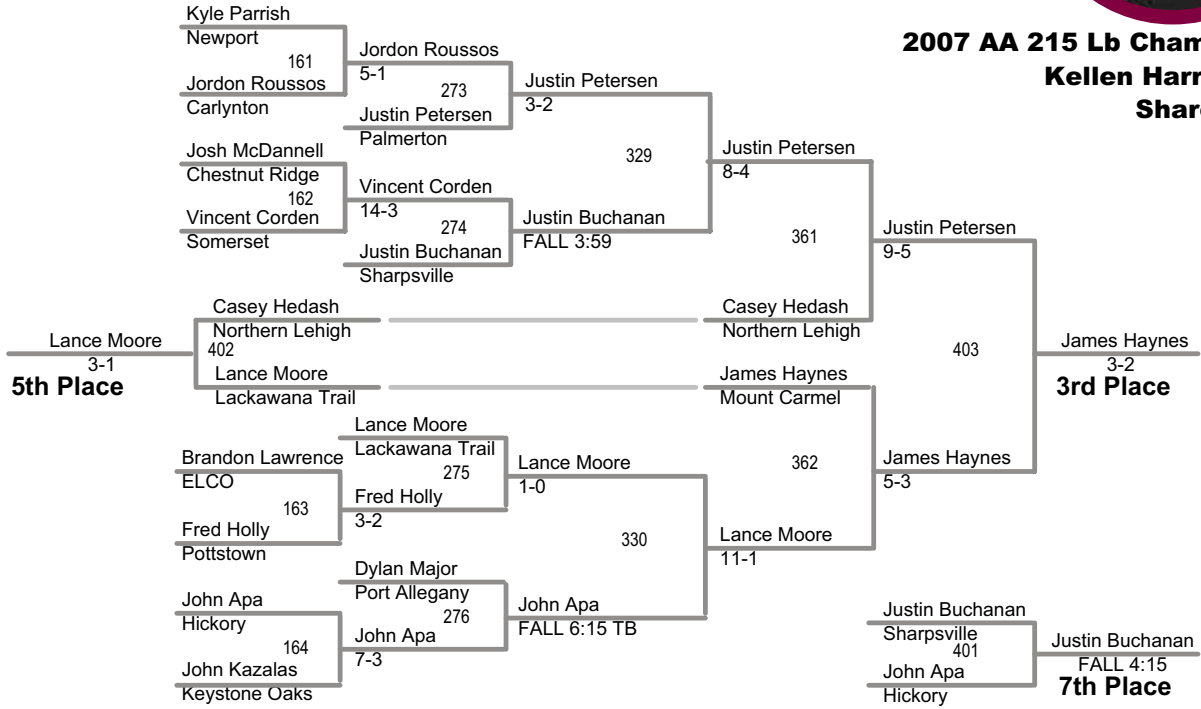 Kyle Parrish
Newport
161
Jordon Roussos
Carlynton
Jordon Roussos
5-1
273
Justin Petersen
Palmerton
Justin Petersen
3-2
Josh McDannell
Chestnut Ridge
162
Vincent Corden
Somerset
Vincent Corden
14-3
274
Justin Buchanan
Sharpsville
Justin Buchanan
FALL 3:59
329
Justin Petersen
8-4
361
Casey Hedash
Northern Lehigh
Justin Petersen
9-5
2007 AA 215 Lb
Kellen
403
James Haynes
3-2
3rd Place
Casey Hedash
Northern Lehigh
402
Lance Moore
Lackawana Trail
Lance Moore
3-1
5th Place
James Haynes
Mount Carmel
362
James Haynes
5-3
Lance Moore
11-1
Lance Moore
Lackawana Trail
275
Fred Holly
3-2
Lance Moore
1-0
Brandon Lawrence
ELCO
163
Fred Holly
Pottstown
330
Dylan Major
Port Allegany
276
John Apa
7-3
John Apa
FALL 6:15 TB
John Apa
Hickory
164
John Kazalas
Keystone Oaks
Justin Buchanan
Sharpsville
401
John Apa
Hickory
Justin Buchanan
FALL 4:15
7th Place